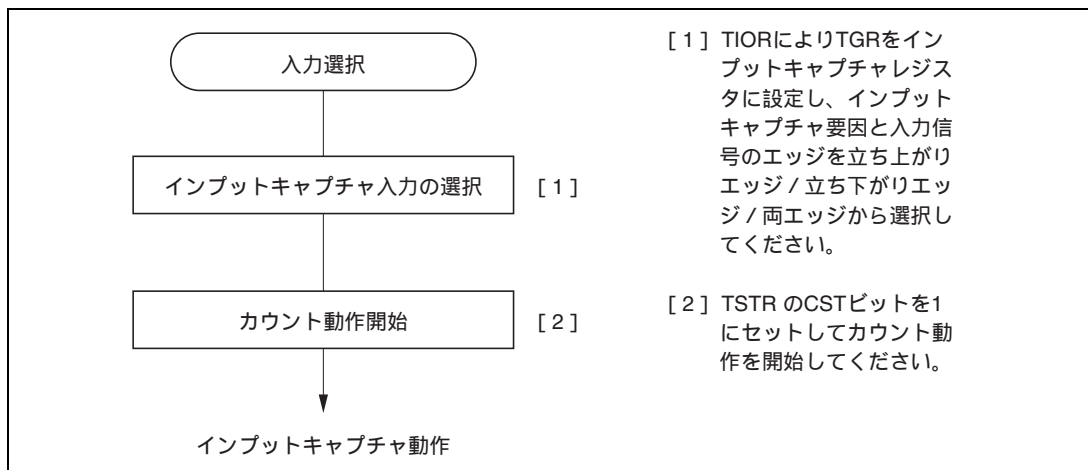 入力選択
インプットキャプチャ入力の選択 [ 1 ]
カウント動作開始 [ 2 ]
インプットキャプチャ動作
[ 1 ] TIORによりTGRをイン
プットキャプチャレジス
タに設定し、インプット
キャプチャ要因と入力信
号のエッジを立ち上がり
エッジ / 立ち下がりエッ
ジ / 両エッジから選択し
てください。
[ 2 ] TSTR のCSTビットを1
にセットしてカウント動
作を開始してください。